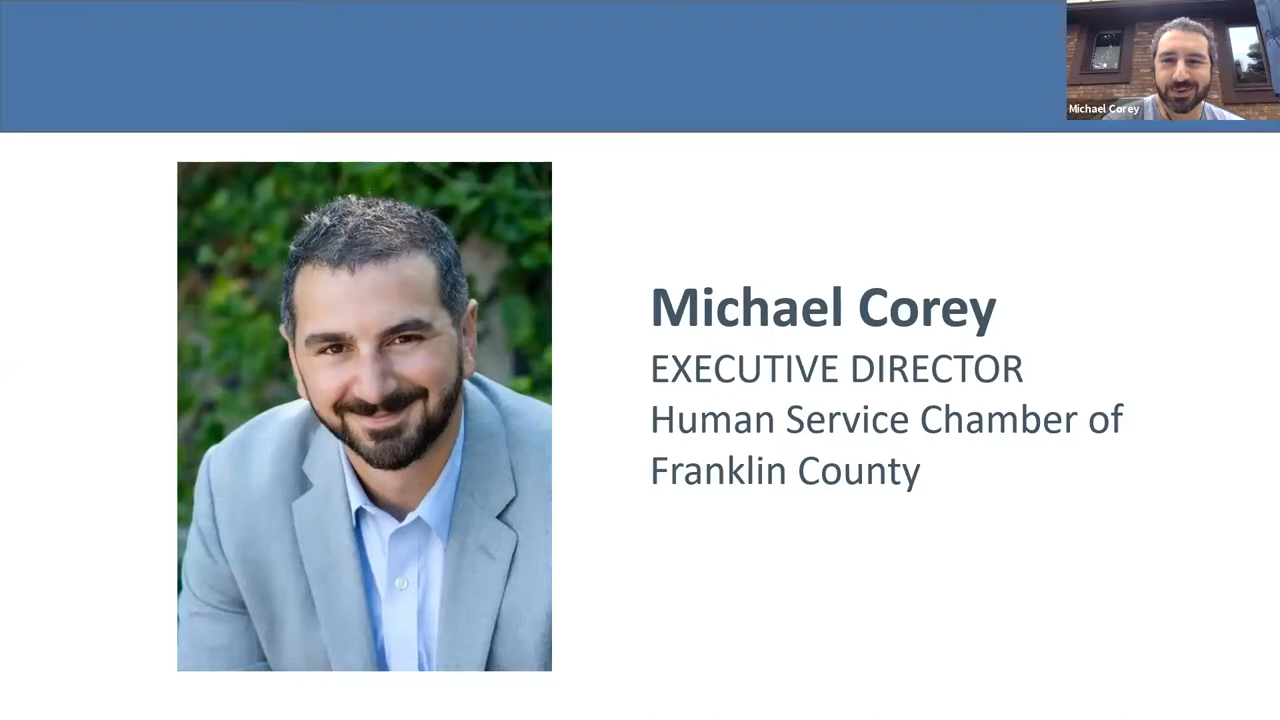 Michael Corey
Michael Corey
EXECUTIVE DIRECTOR
Human Service Chamber of
Franklin County